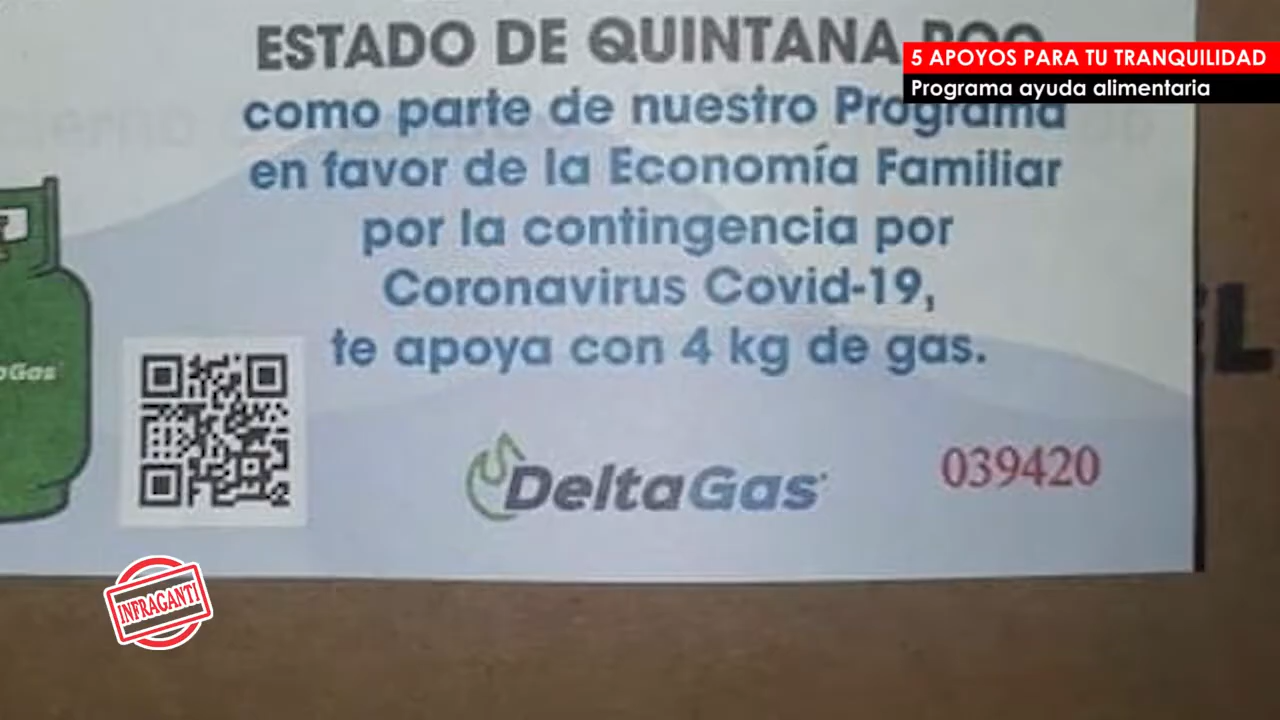 ESTADO DE QUINTANA ROO
5 APOYOS PARA TU TRANQUILIDAD
Programa ayuda alimentaria
como parte de nuestro Programa
en favor de la Economía Familiar
por la contingencia por
Coronavirus Covid-19,
te apoya con 4 kg de gas.
DeltaGas
039420
INFRAGANTI